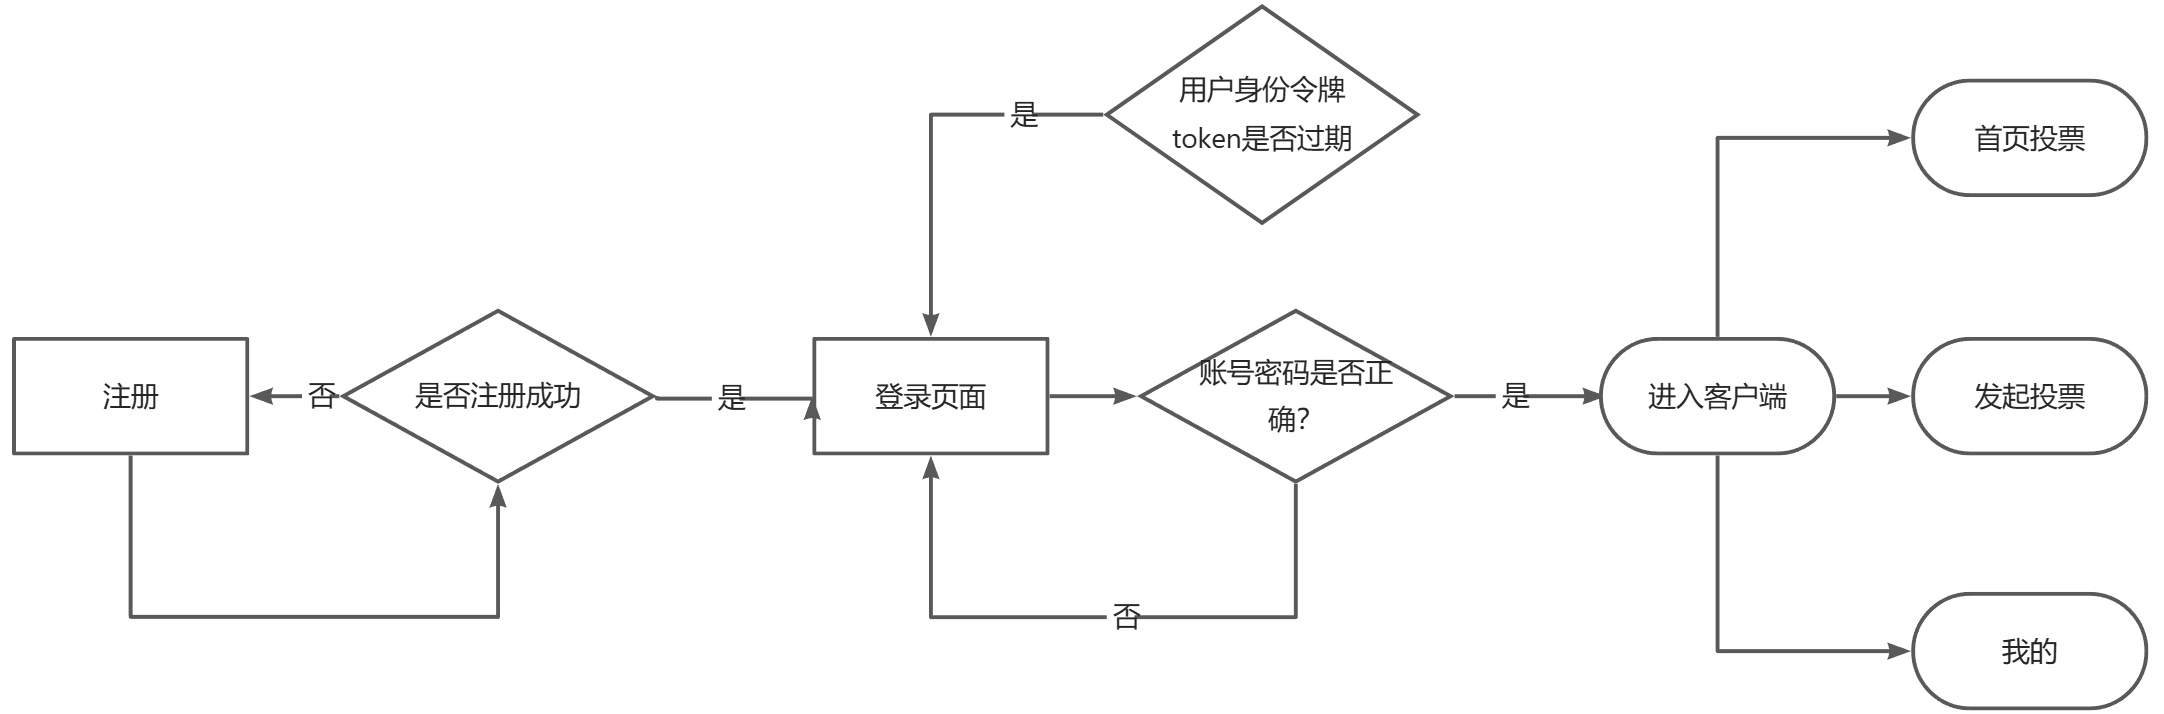 用户身份令牌
token是否过期
是
首页投票
注册
否
是否注册成功
是
登录页面
账号密码是否正
确?
是
进入客户端
发起投票
否
我的